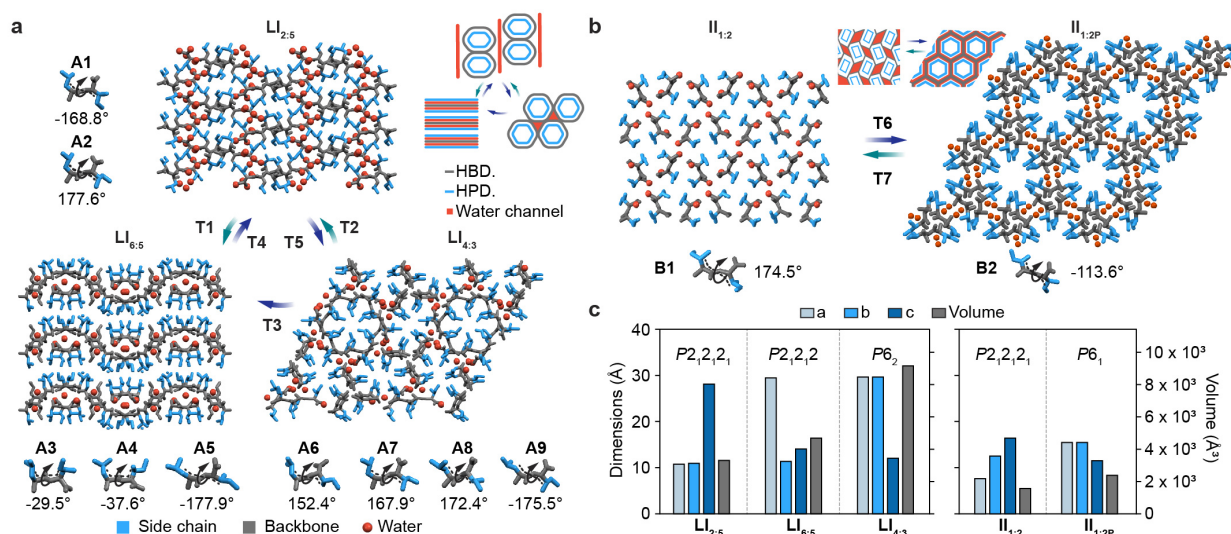 a
LI2:5
A1
-168.8°
A2
177.6°
HBD.
HPD.
Water channel
T1
T4
T5
T2
LI6:5
LI4:3
T3
A3
A4
A5
A6
A7
A8
A9
-29.5°
-37.6°
-177.9°
152.4°
167.9°
172.4°
-175.5°
Side chain
Backbone
Water
b
II1:2
II1:2P
T6
T7
B1
174.5°
B2
-113.6°
c
a
b
c
Volume
Dimensions (Å)
40
30
20
10
0
P21221
P21212
P62
P212121
P61
10 x 10³
8 x 10³
6 x 10³
4 x 10³
2 x 10³
0
Volume (Å³)
LI2:5
LI6:5
LI4:3
II1:2
II1:2P